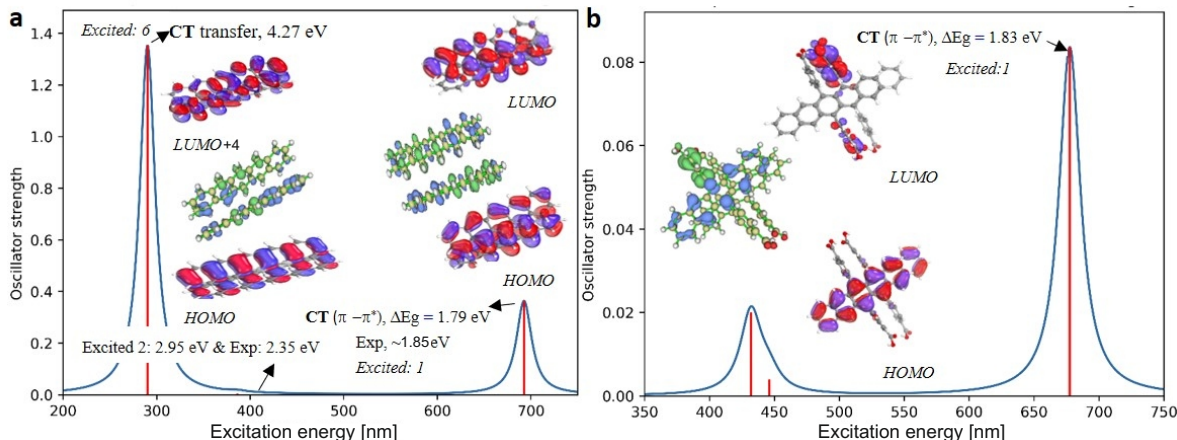 a
Excited: 6
CT transfer, 4.27 eV
LUMO
LUMO+4
HOMO
HOMO
CT (π −π*), ΔEg = 1.79 eV
Exp, ~1.85eV
Excited: 1
Excited 2: 2.95 eV & Exp: 2.35 eV
Oscillator strength
1.4
1.2
1.0
0.8
0.6
0.4
0.2
0.0
200
300
400
500
600
700
Excitation energy [nm]
b
CT (π −π*), ΔEg = 1.83 eV
Excited:1
LUMO
HOMO
Oscillator strength
0.08
0.06
0.04
0.02
0.00
350
400
450
500
550
600
650
700
750
Excitation energy [nm]